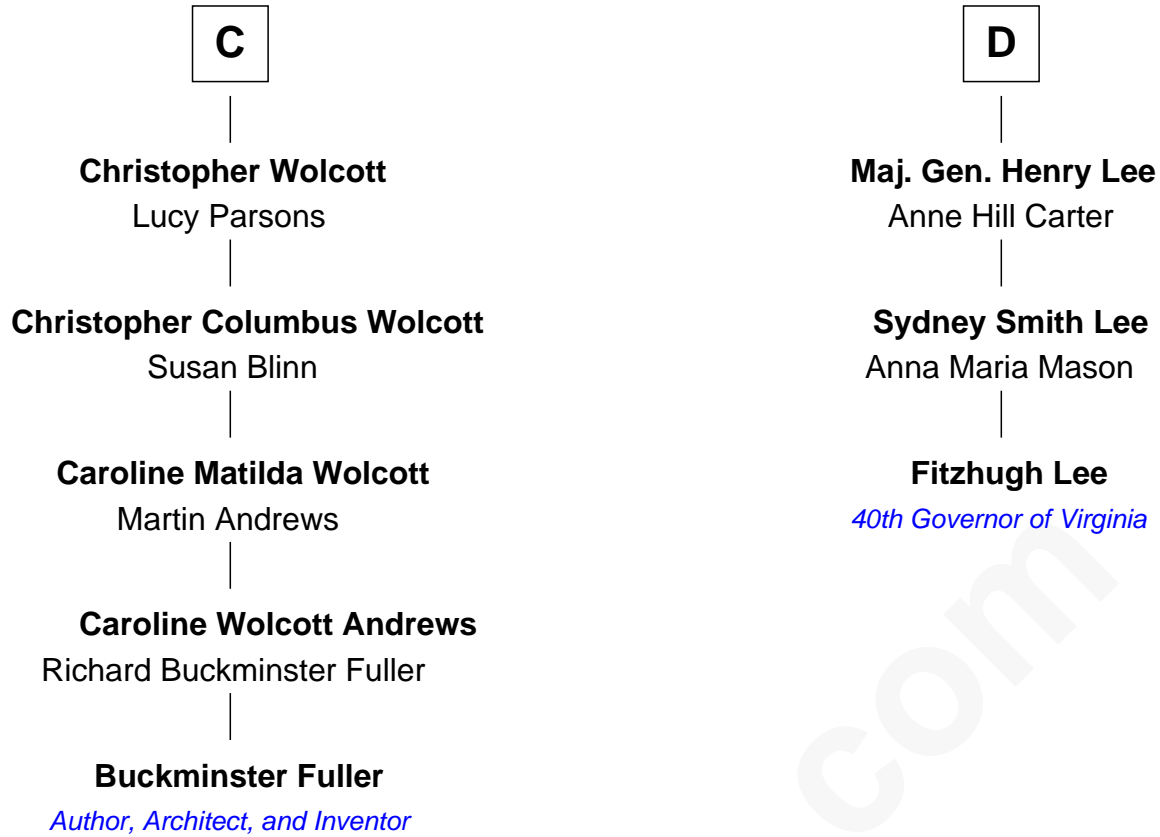 C
Christopher Wolcott
Lucy Parsons
Christopher Columbus Wolcott
Susan Blinn
Caroline Matilda Wolcott
Martin Andrews
Caroline Wolcott Andrews
Richard Buckminster Fuller
Buckminster Fuller
Author, Architect, and Inventor
D
Maj. Gen. Henry Lee
Anne Hill Carter
Sydney Smith Lee
Anna Maria Mason
Fitzhugh Lee
40th Governor of Virginia
com